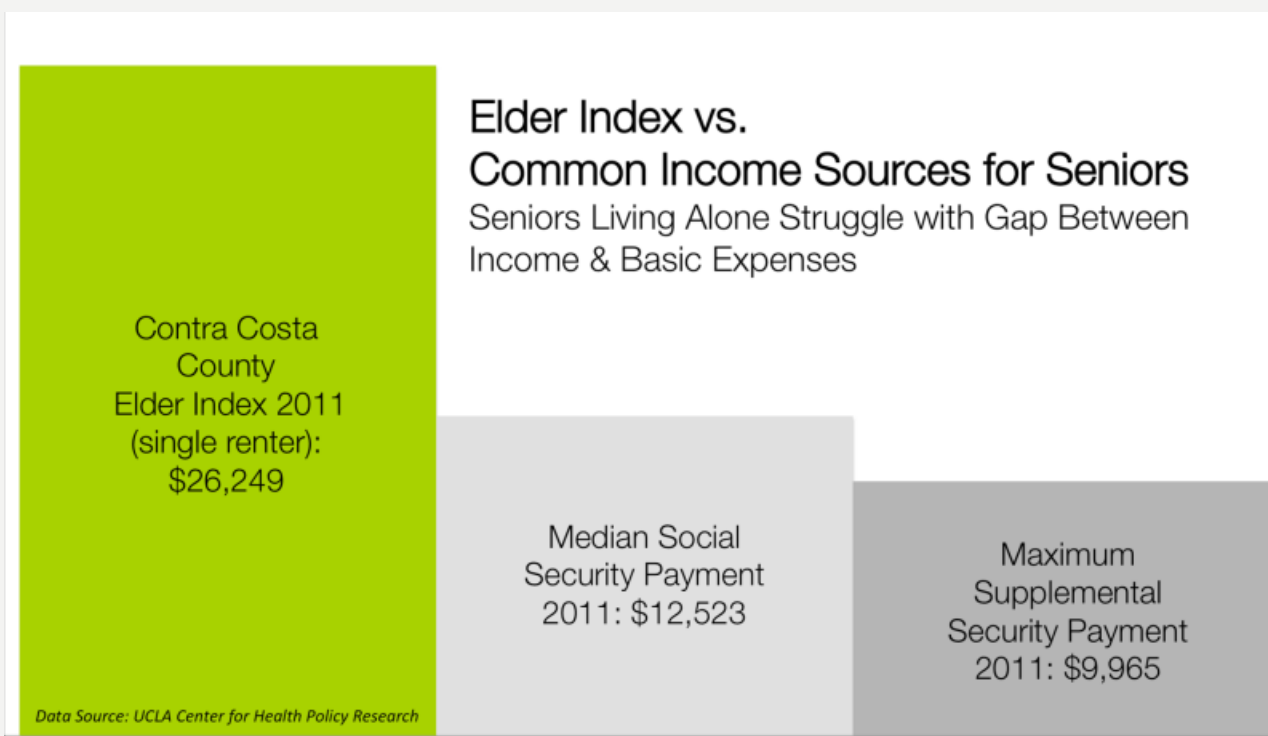 Elder Index vs.
Common Income Sources for Seniors
Seniors Living Alone Struggle with Gap Between
Income & Basic Expenses
Contra Costa
County
Elder Index 2011
(single renter):
$26,249
Median Social
Security Payment
2011: $12,523
Maximum
Supplemental
Security Payment
2011: $9,965
Data Source: UCLA Center for Health Policy Research